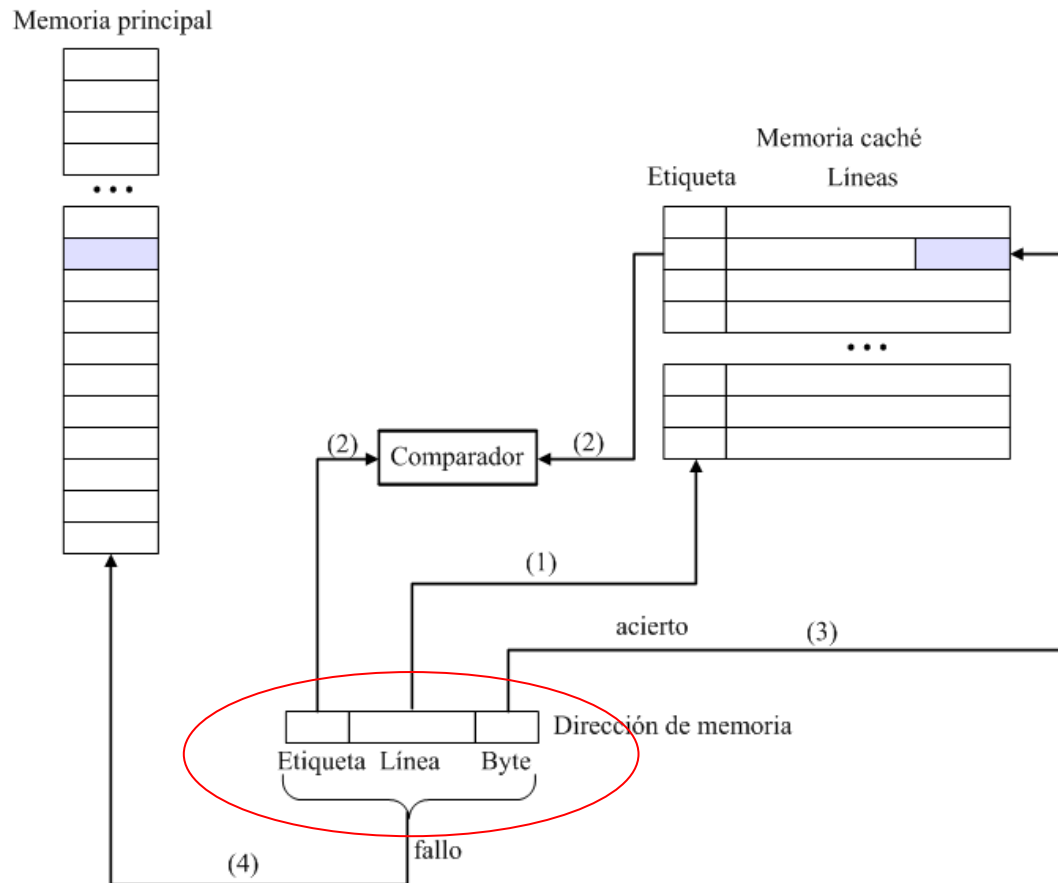 Memoria principal
• • •
Memoria caché
Etiqueta Líneas
• • •
(2) Comparador (2)
(1)
acierto (3)
Dirección de memoria
Etiqueta Línea Byte
fallo
(4)